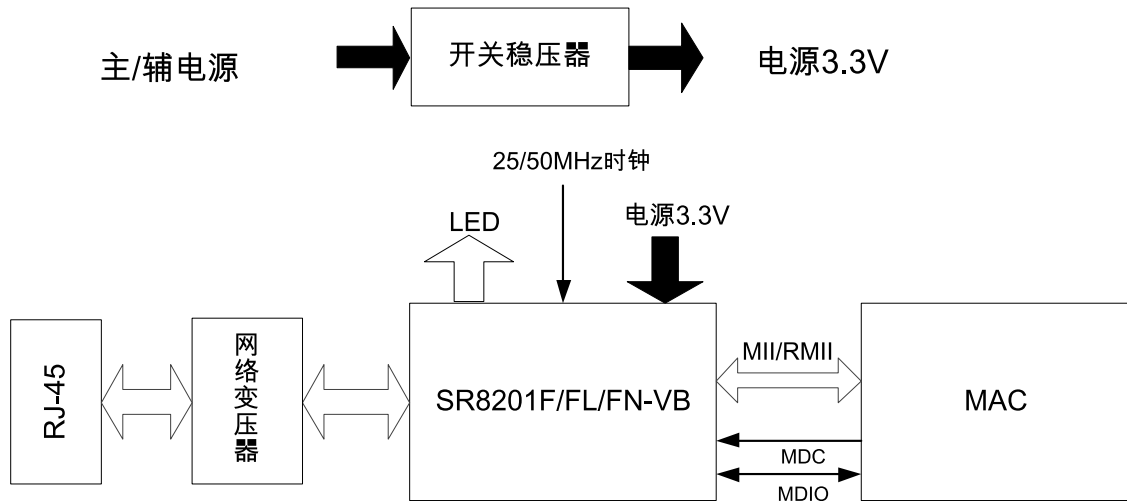 主/辅电源
开关稳压器
电源3.3V
25/50MHz时钟
LED
电源3.3V
RJ-45
网络变压器
SR8201F/FL/FN-VB
MII/RMII
MAC
MDC
MDIO